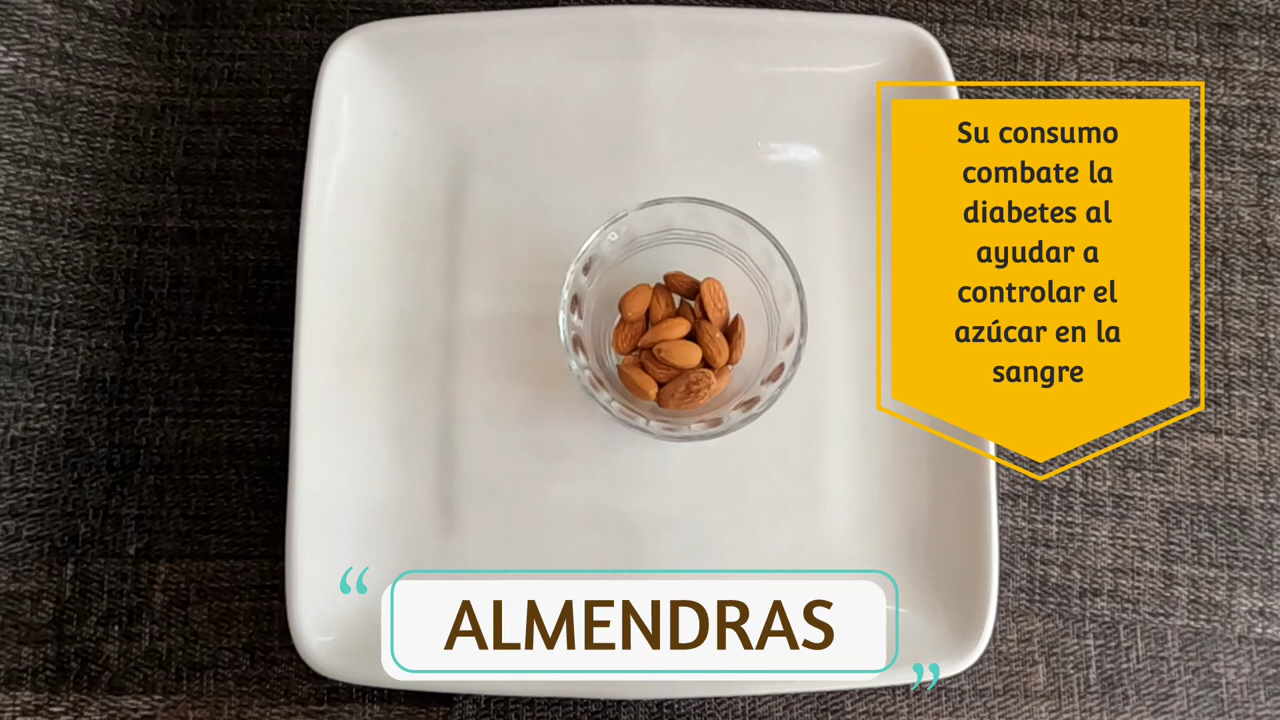 Su consumo
combate la
diabetes al
ayudar a
controlar el
azúcar en la
sangre
“ ALMENDRAS ”